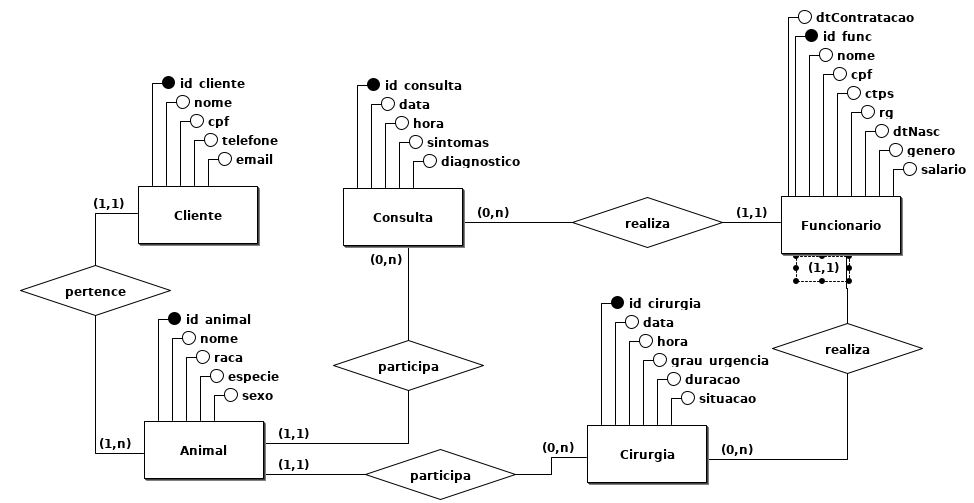 dtContratacao
id_func
nome
cpf
ctps
rg
dtNasc
genero
salario
Funcionario
id_cliente
nome
cpf
telefone
email
Cliente
id_consulta
data
hora
sintomas
diagnostico
Consulta
(0,n)
realiza
(1,1)
(1,1)
pertence
(1,n)
(0,n)
participa
(1,1)
(1,1)
realiza
(0,n)
id_animal
nome
raca
especie
sexo
Animal
id_cirurgia
data
hora
grau_urgencia
duracao
situacao
Cirurgia
(1,1)
participa
(0,n)